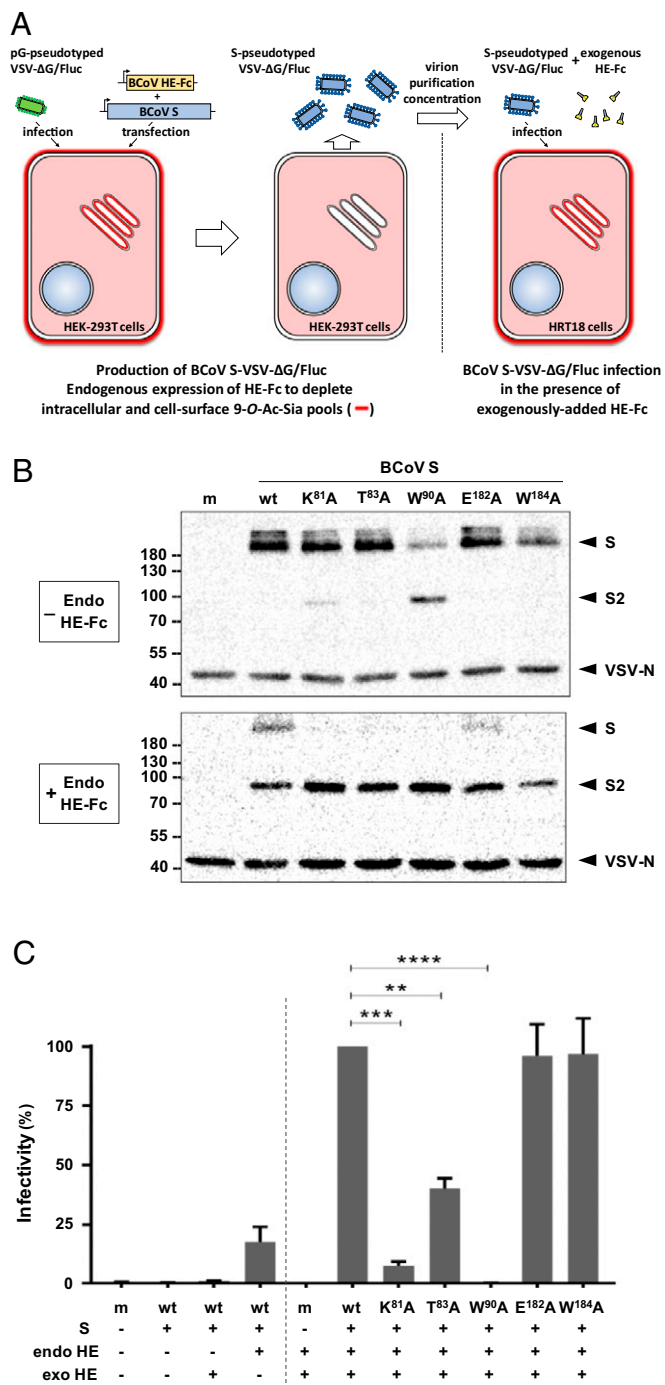 A
pG-pseudotyped
VSV-ΔG/Fluc
BCoV HE-Fc
+
BCoV S
infection
transfection
HEK-293T cells
S-pseudotyped
VSV-ΔG/Fluc
HEK-293T cells
virion
purification
concentration
S-pseudotyped
VSV-ΔG/Fluc
+ exogenous
HE-Fc
infection
HRT18 cells
Production of BCoV S-VSV-ΔG/Fluc
Endogenous expression of HE-Fc to deplete
intracellular and cell-surface 9-O-Ac-Sia pools ( )
BCoV S-VSV-ΔG/Fluc infection
in the presence of
exogenously-added HE-Fc
B
BCoV S
m wt K⁸¹A T⁸³A W⁹⁰A E¹⁸²A W¹⁸⁴A
− Endo
HE-Fc
180
130
100
70
55
40
S
S2
VSV-N
+ Endo
HE-Fc
180
130
100
70
55
40
S
S2
VSV-N
C
Infectivity (%)
100
75
50
25
0
****
**
***
m wt wt wt m wt K⁸¹A T⁸³A W⁹⁰A E¹⁸²A W¹⁸⁴A
S - + + + - + + + + + +
endo HE - - - + + + + + + + +
exo HE - - + - + + + + + + +